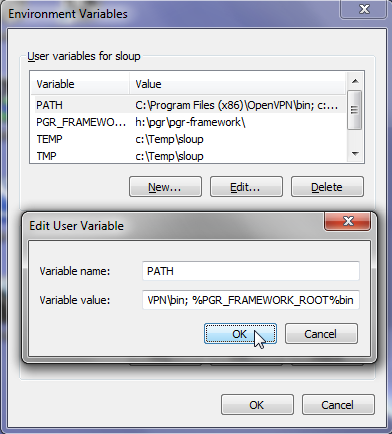 Environment Variables
User variables for sloup
Variable Value
PATH C:\Program Files (x86)\OpenVPN\bin; c:...
PGR_FRAMEWO... h:\pgr\pgr-framework\
TEMP c:\Temp\sloup
TMP c:\Temp\sloup
New... Edit... Delete
Edit User Variable
Variable name: PATH
Variable value: VPN\bin; %PGR_FRAMEWORK_ROOT%bin
OK Cancel
OK Cancel